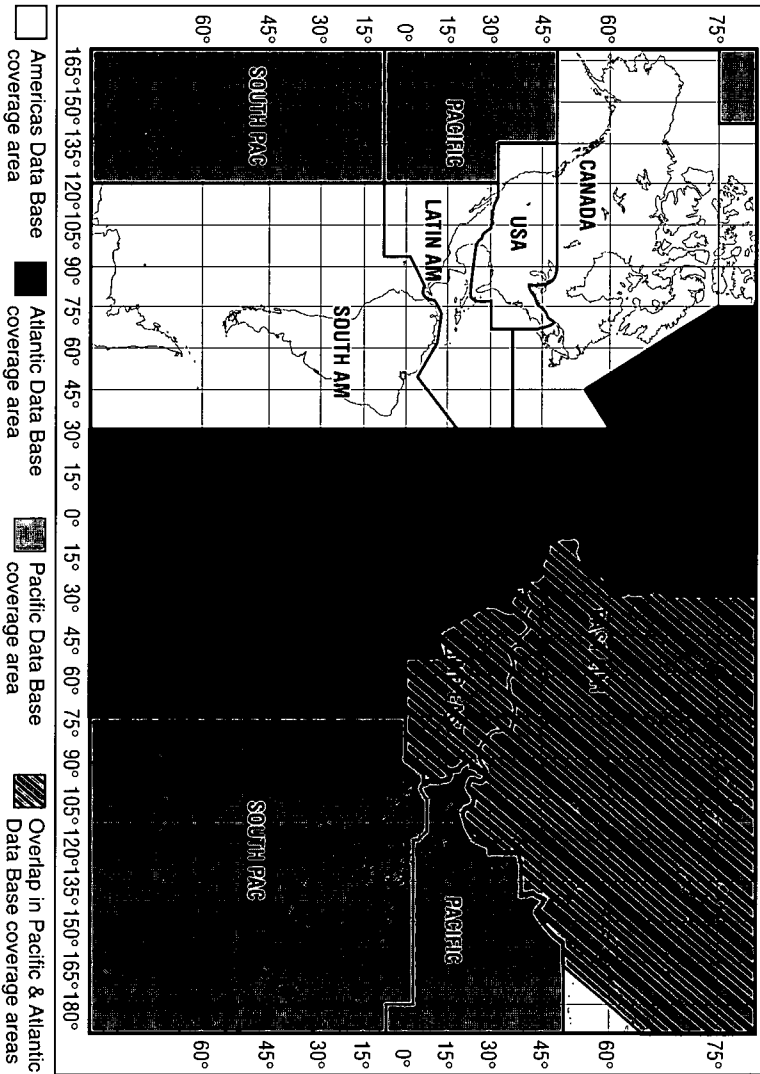 75° 75°
60° 60°
CANADA
45° 45°
USA
30° 30°
PACIFIC PACIFIC
15° 15°
LATIN AM
0° 0°
15° 15°
SOUTH AM
30° 30°
45° 45°
SOUTH PAC SOUTH PAC
60° 60°
165° 150° 135° 120° 105° 90° 75° 60° 45° 30° 15° 0° 15° 30° 45° 60° 75° 90° 105° 120° 135° 150° 165° 180°
Americas Data Base
coverage area
Atlantic Data Base
coverage area
Pacific Data Base
coverage area
Overlap in Pacific & Atlantic
Data Base coverage areas